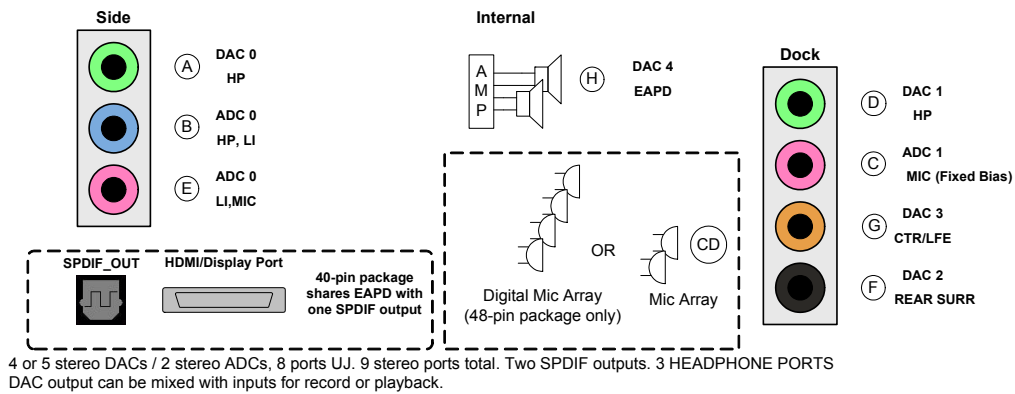 Side
A
DAC 0
HP
B
ADC 0
HP, LI
E
ADC 0
LI,MIC
Internal
A
M
P
H
DAC 4
EAPD
Dock
D
DAC 1
HP
C
ADC 1
MIC (Fixed Bias)
G
DAC 3
CTR/LFE
F
DAC 2
REAR SURR
SPDIF_OUT
HDMI/Display Port
40-pin package
shares EAPD with
one SPDIF output
OR
CD
Digital Mic Array
(48-pin package only)
Mic Array
4 or 5 stereo DACs / 2 stereo ADCs, 8 ports UJ. 9 stereo ports total. Two SPDIF outputs. 3 HEADPHONE PORTS
DAC output can be mixed with inputs for record or playback.